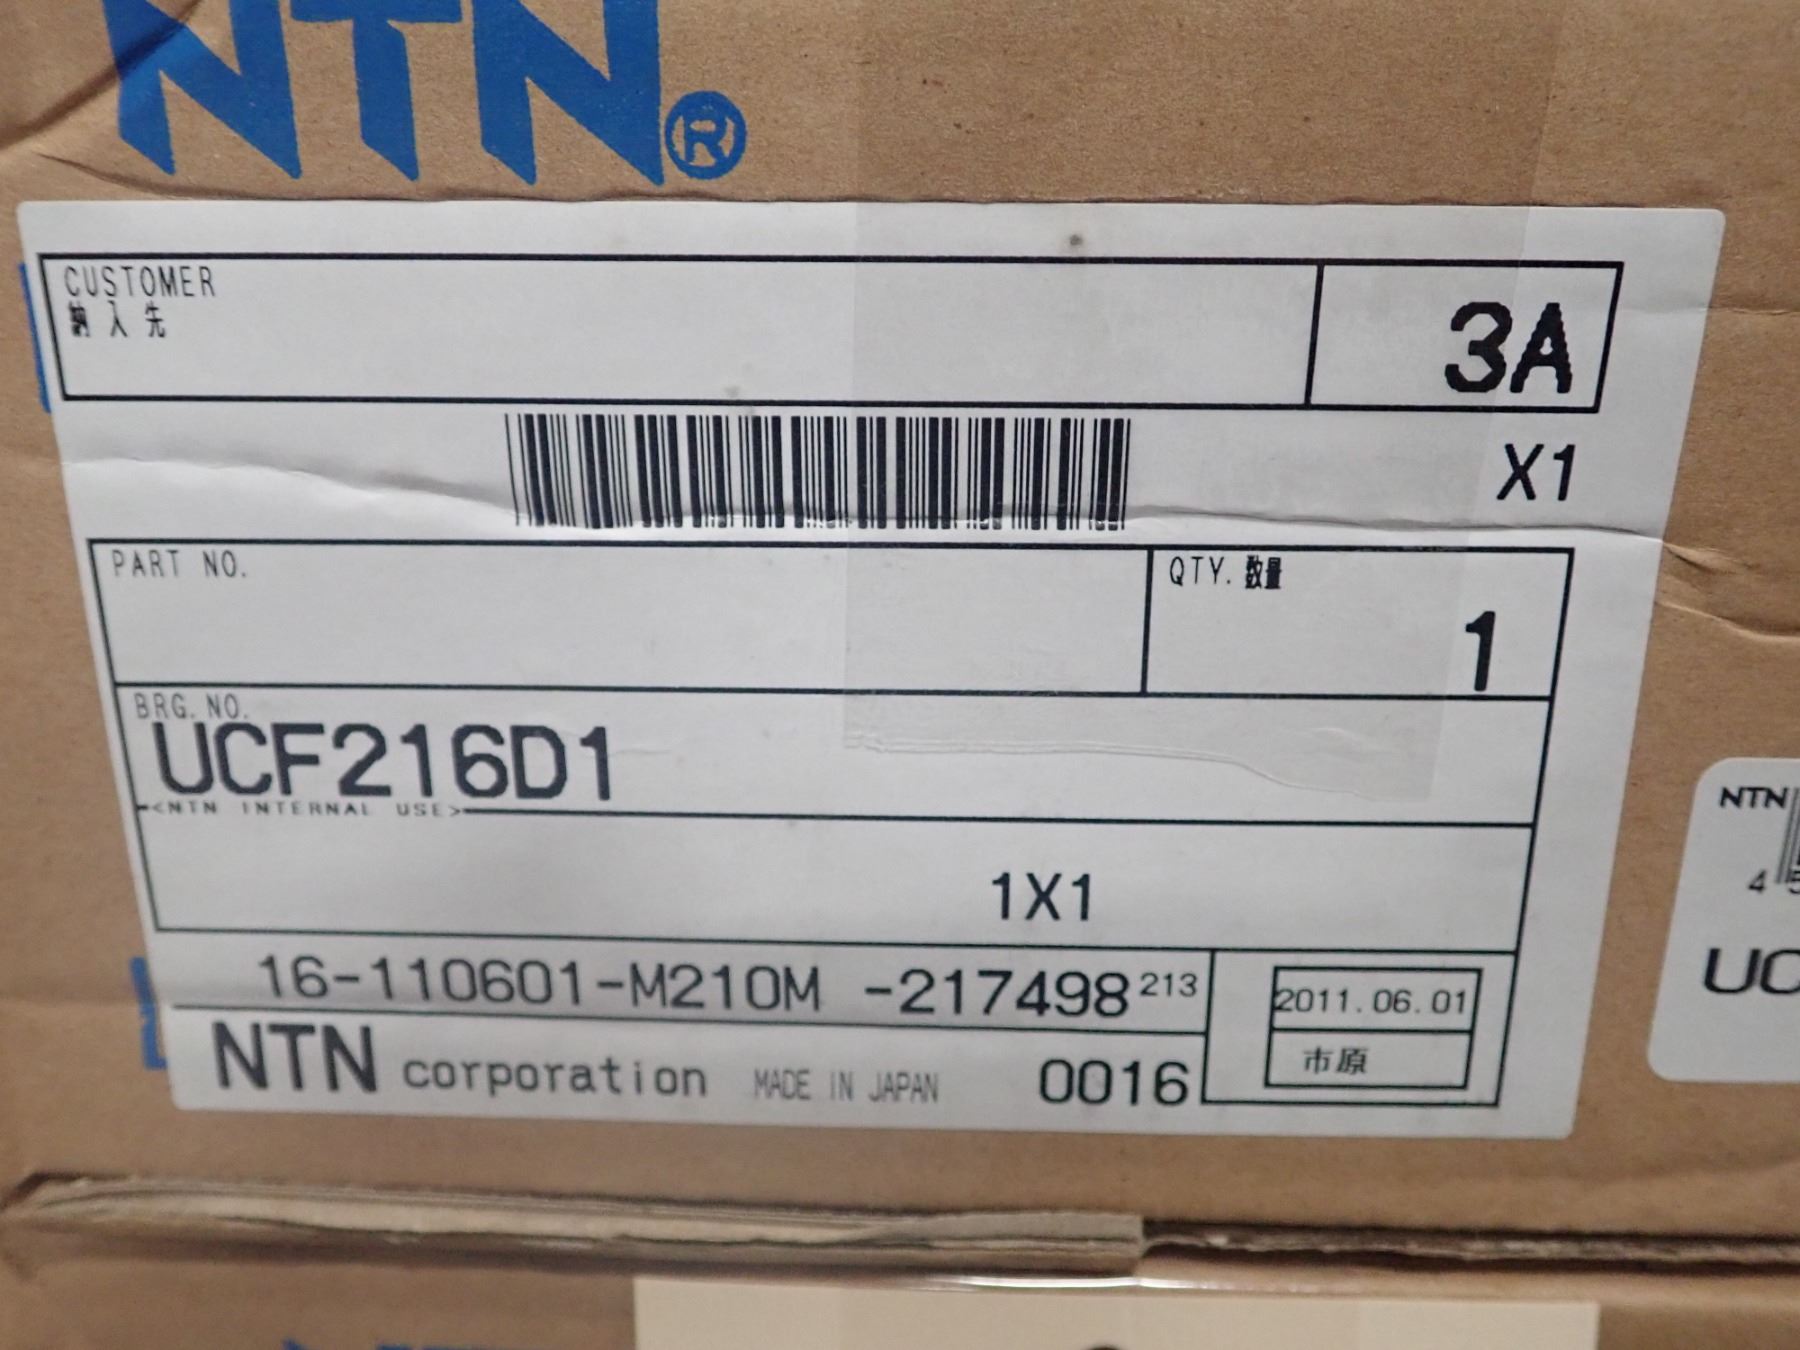 NTN®
CUSTOMER
納入先
3A
X1
PART NO.
QTY. 数量
1
BRG. NO.
UCF216D1
<NTN INTERNAL USE>
1X1
16-110601-M210M -217498 213
2011.06.01
市原
NTN corporation MADE IN JAPAN 0016
NTN
4 5
UC